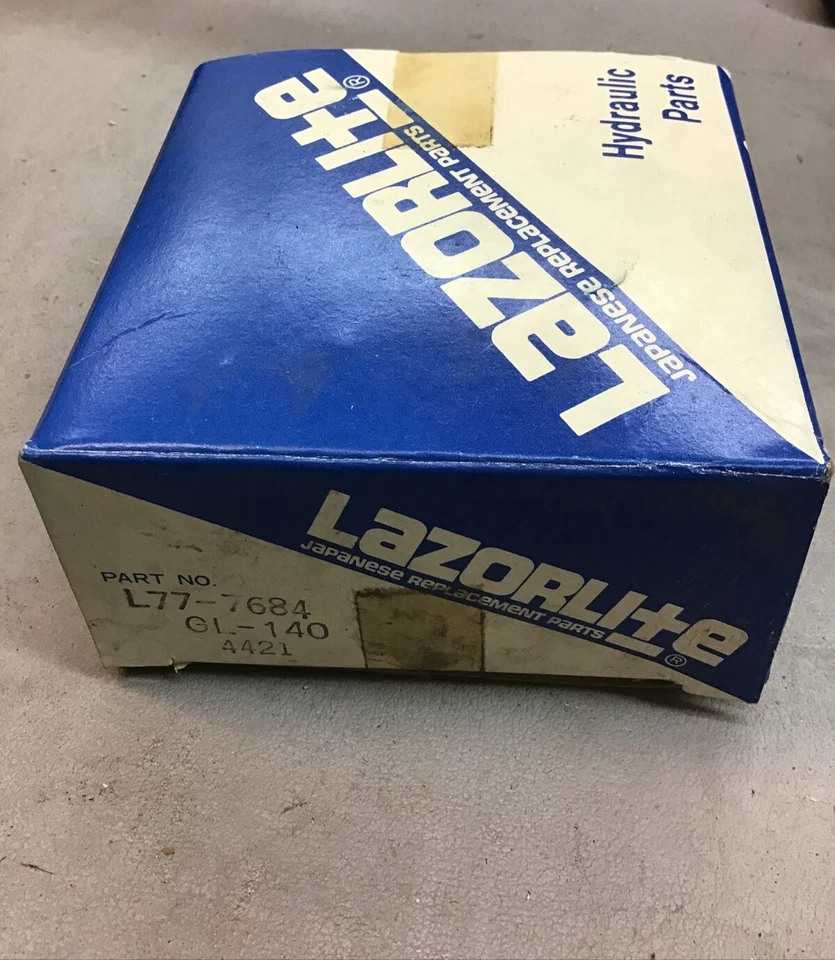 Hydraulic
Parts
LaZORLite®
Japanese Replacement Parts
LaZORLite®
Japanese Replacement Parts
PART NO.
L77-7684
GL-140
4421